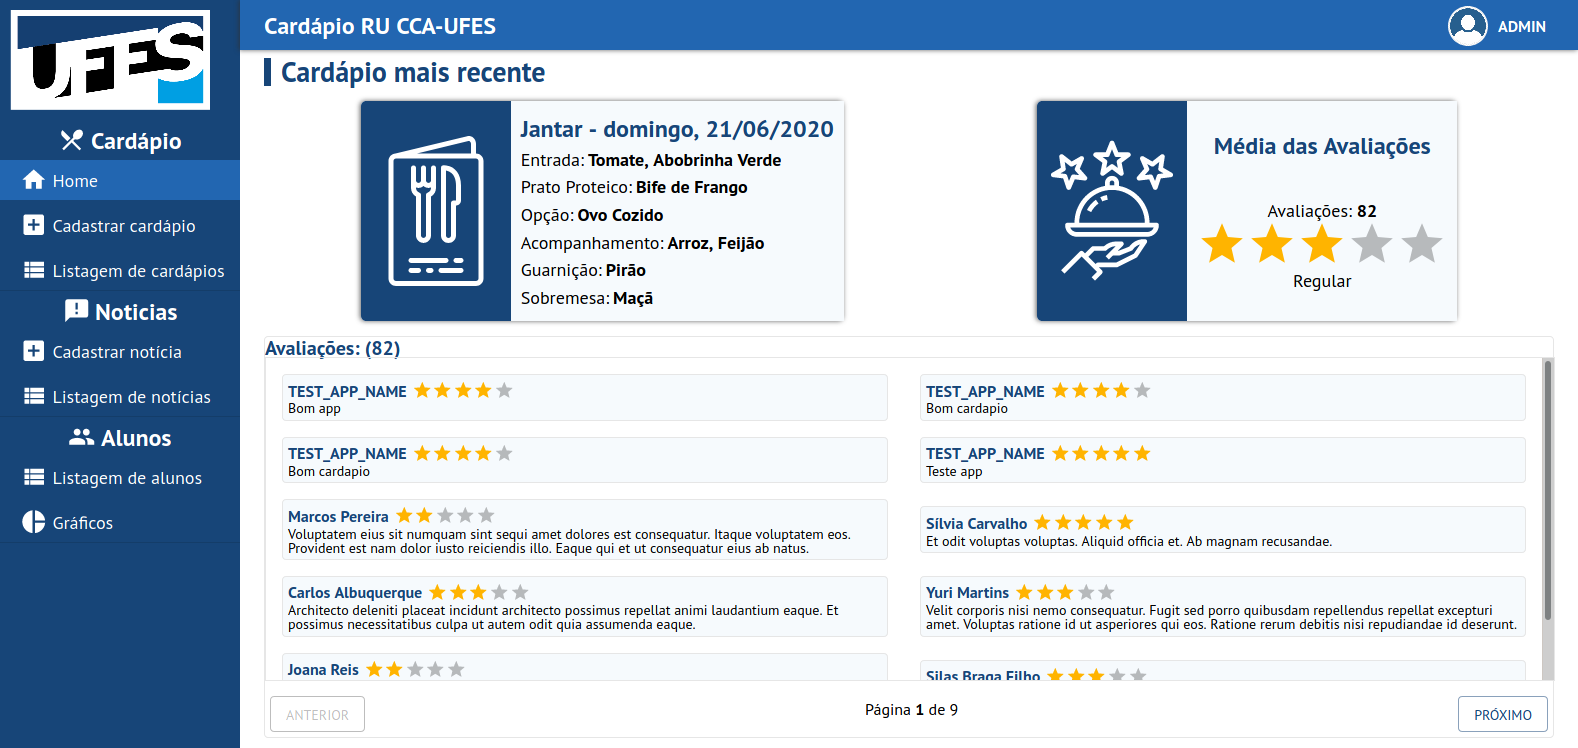 UFES
Cardápio
Home
Cadastrar cardápio
Listagem de cardápios
Noticias
Cadastrar notícia
Listagem de notícias
Alunos
Listagem de alunos
Gráficos
Cardápio RU CCA-UFES
ADMIN
Cardápio mais recente
Jantar - domingo, 21/06/2020
Entrada: Tomate, Abobrinha Verde
Prato Proteico: Bife de Frango
Opção: Ovo Cozido
Acompanhamento: Arroz, Feijão
Guarnição: Pirão
Sobremesa: Maçã
Média das Avaliações
Avaliações: 82
Regular
Avaliações: (82)
TEST_APP_NAME
Bom app
TEST_APP_NAME
Bom cardapio
TEST_APP_NAME
Bom cardapio
TEST_APP_NAME
Teste app
Marcos Pereira
Voluptatem eius sit numquam sint sequi amet dolores est consequatur. Itaque voluptatem eos.
Provident est nam dolor iusto reiciendis illo. Eaque qui et ut consequatur eius ab natus.
Sílvia Carvalho
Et odit voluptas voluptas. Aliquid officia et. Ab magnam recusandae.
Carlos Albuquerque
Architecto deleniti placeat incidunt architecto possimus repellat animi laudantium eaque. Et
possimus necessitatibus culpa ut autem odit quia assumenda eaque.
Yuri Martins
Velit corporis nisi nemo consequatur. Fugit sed porro quibusdam repellendus repellat excepturi
amet. Voluptas ratione id ut asperiores qui eos. Ratione rerum debitis nisi repudiandae id deserunt.
Joana Reis
Silas Braga Filho
ANTERIOR
Página 1 de 9
PRÓXIMO